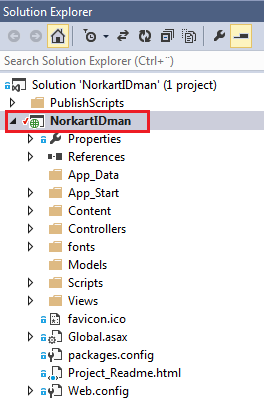 Solution Explorer
Search Solution Explorer (Ctrl+¨)
Solution 'NorkartIDman' (1 project)
PublishScripts
NorkartIDman
Properties
References
App_Data
App_Start
Content
Controllers
fonts
Models
Scripts
Views
favicon.ico
Global.asax
packages.config
Project_Readme.html
Web.config